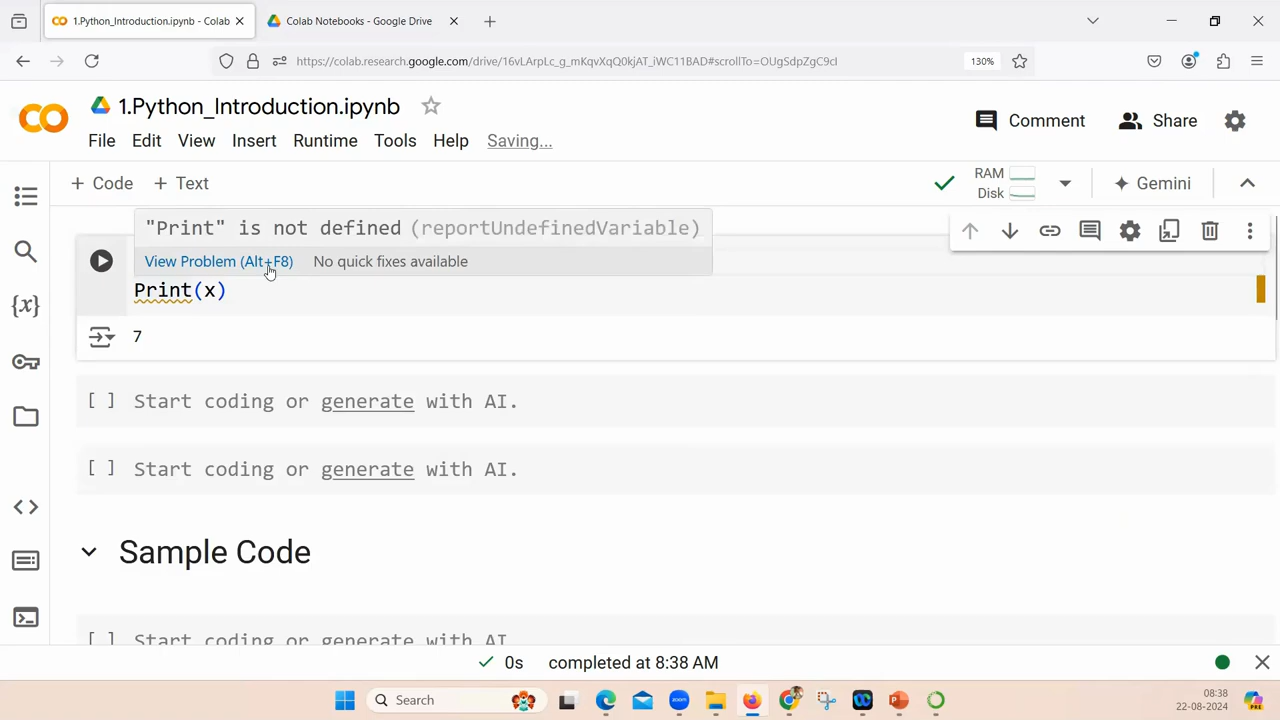 1.Python_Introduction.ipynb - Colab
Colab Notebooks - Google Drive
https://colab.research.google.com/drive/16vLArpLc_g_mKqvXqQ0kjAT_iWC11BAD#scrollTo=OUgSdpZgC9cl
130%
1.Python_Introduction.ipynb
File Edit View Insert Runtime Tools Help Saving...
Comment
Share
+ Code + Text
RAM
Disk
Gemini
"Print" is not defined (reportUndefinedVariable)
View Problem (Alt+F8) No quick fixes available
Print(x)
7
[ ] Start coding or generate with AI.
[ ] Start coding or generate with AI.
Sample Code
[ ] Start coding or generate with AI.
0s completed at 8:38 AM
Search
08:38
22-08-2024